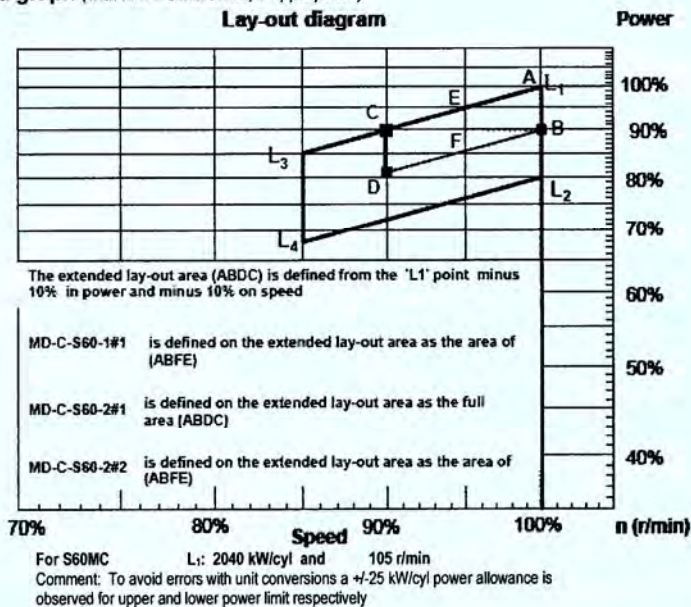 Lay-out diagram
Power
A
L1
100%
E
C
90%
B
F
L3
D
80%
L2
70%
L4
The extended lay-out area (ABDC) is defined from the 'L1' point minus
10% in power and minus 10% on speed
60%
MD-C-S60-1#1 is defined on the extended lay-out area as the area of
(ABFE)
50%
MD-C-S60-2#1 is defined on the extended lay-out area as the full
area (ABDC)
MD-C-S60-2#2 is defined on the extended lay-out area as the area of
(ABFE)
40%
70% 80% 90% 100% n (r/min)
Speed
For S60MC L1: 2040 kW/cyl and 105 r/min
Comment: To avoid errors with unit conversions a +/-25 kW/cyl power allowance is
observed for upper and lower power limit respectively